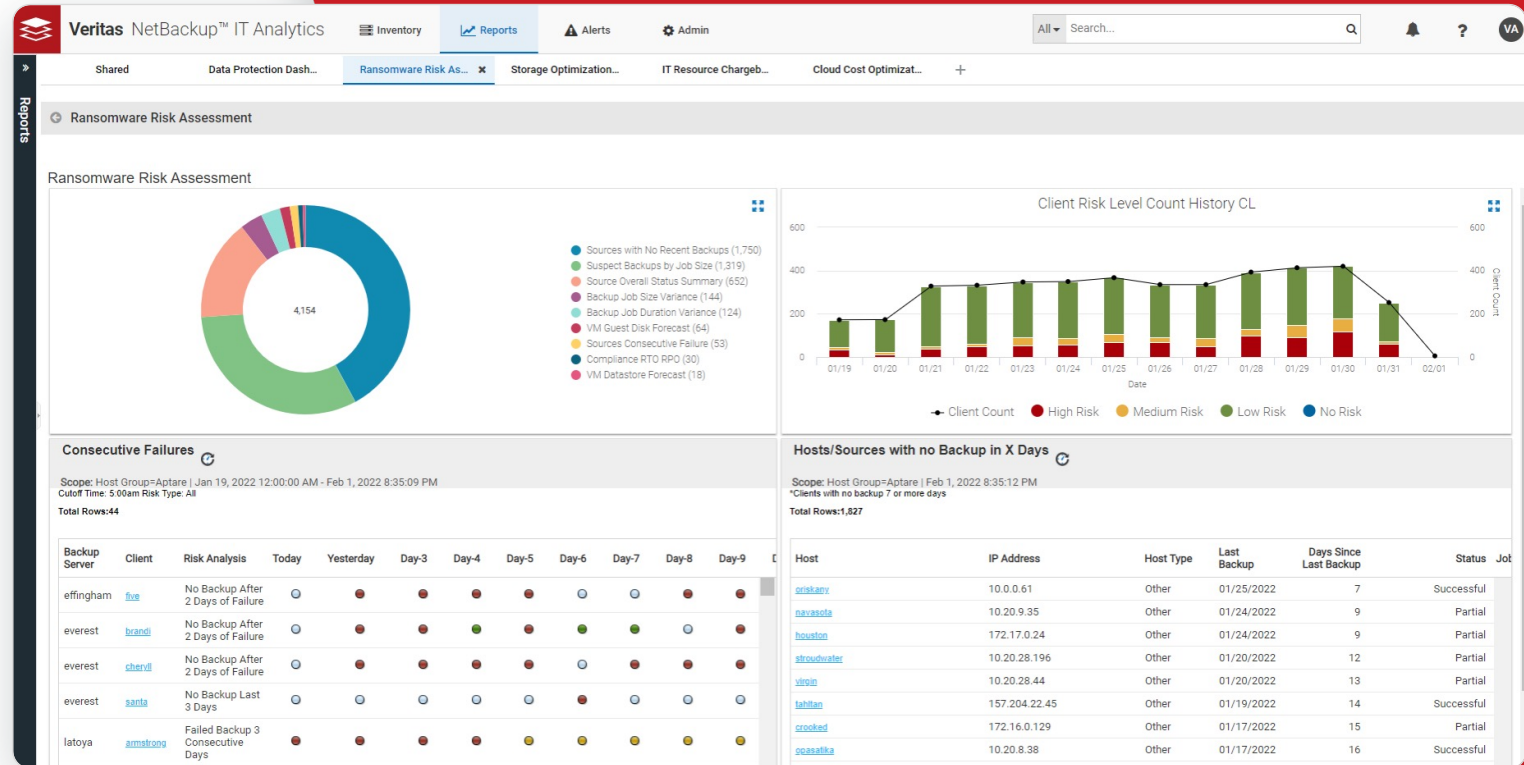 Veritas NetBackup™ IT Analytics
Inventory
Reports
Alerts
Admin
All
Search...
?
VA
»
Reports
Shared
Data Protection Dash...
Ransomware Risk As... ×
Storage Optimization...
IT Resource Chargeb...
Cloud Cost Optimizat...
+
Ransomware Risk Assessment
Ransomware Risk Assessment
4,154
Sources with No Recent Backups (1,750)
Suspect Backups by Job Size (1,319)
Source Overall Status Summary (652)
Backup Job Size Variance (144)
Backup Job Duration Variance (124)
VM Guest Disk Forecast (64)
Sources Consecutive Failure (53)
Compliance RTO RPO (30)
VM Datastore Forecast (18)
Client Risk Level Count History CL
600 600
400 400
200 200
0 0
Client Count
01/19 01/20 01/21 01/22 01/23 01/24 01/25 01/26 01/27 01/28 01/29 01/30 01/31 02/01
Date
Client Count High Risk Medium Risk Low Risk No Risk
Consecutive Failures
Scope: Host Group=Aptare | Jan 19, 2022 12:00:00 AM - Feb 1, 2022 8:35:09 PM
Cutoff Time: 5:00am Risk Type: All
Total Rows:44
Backup Server Client Risk Analysis Today Yesterday Day-3 Day-4 Day-5 Day-6 Day-7 Day-8 Day-9 D
effingham five No Backup After
2 Days of Failure
everest brandi No Backup After
2 Days of Failure
everest cheryll No Backup After
2 Days of Failure
everest santa No Backup Last
3 Days
latoya armstrong Failed Backup 3
Consecutive
Days
Hosts/Sources with no Backup in X Days
Scope: Host Group=Aptare | Feb 1, 2022 8:35:12 PM
*Clients with no backup 7 or more days
Total Rows:1,827
Host IP Address Host Type Last Backup Days Since Last Backup Status Job
oriskany 10.0.0.61 Other 01/25/2022 7 Successful
navasota 10.20.9.35 Other 01/24/2022 9 Partial
houston 172.17.0.24 Other 01/24/2022 9 Partial
stroudwater 10.20.28.196 Other 01/20/2022 12 Partial
virgin 10.20.28.44 Other 01/20/2022 13 Partial
tahltan 157.204.22.45 Other 01/19/2022 14 Successful
crooked 172.16.0.129 Other 01/17/2022 15 Partial
opasatika 10.20.8.38 Other 01/17/2022 16 Successful